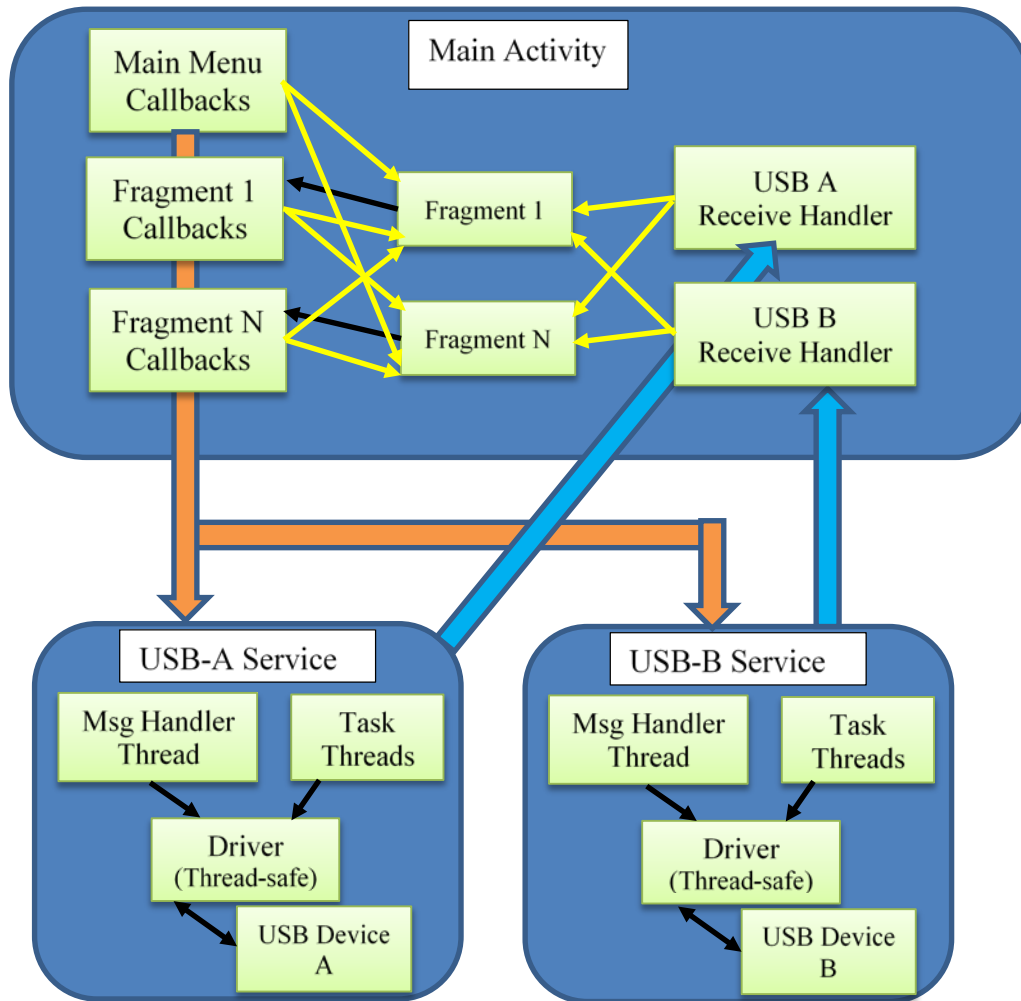 Main Activity
Main Menu
Callbacks
Fragment 1
Callbacks
Fragment N
Callbacks
Fragment 1
Fragment N
USB A
Receive Handler
USB B
Receive Handler
USB-A Service
Msg Handler
Thread
Task
Threads
Driver
(Thread-safe)
USB Device
A
USB-B Service
Msg Handler
Thread
Task
Threads
Driver
(Thread-safe)
USB Device
B